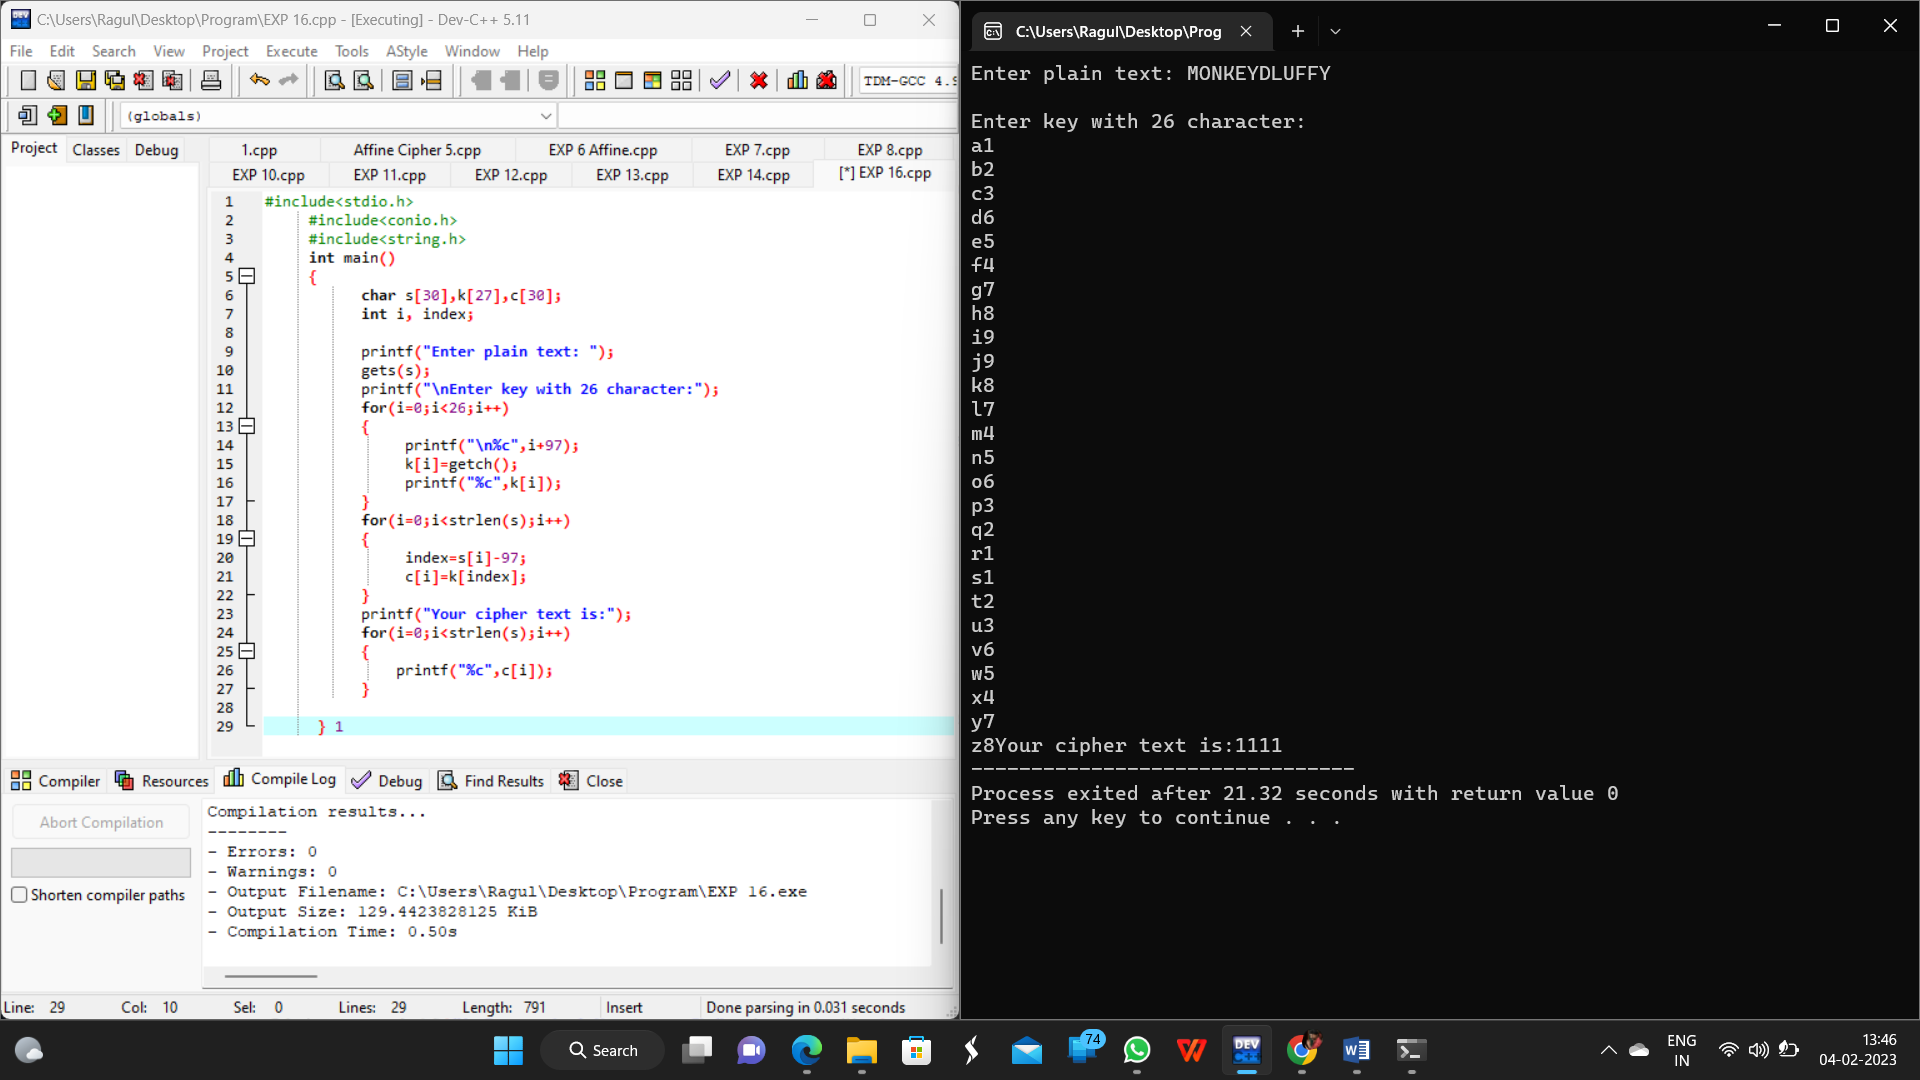 C:\Users\Ragul\Desktop\Program\EXP 16.cpp - [Executing] - Dev-C++ 5.11
File Edit Search View Project Execute Tools AStyle Window Help
TDM-GCC 4.9
(globals)
Project Classes Debug
1.cpp Affine Cipher 5.cpp EXP 6 Affine.cpp EXP 7.cpp EXP 8.cpp
EXP 10.cpp EXP 11.cpp EXP 12.cpp EXP 13.cpp EXP 14.cpp [*] EXP 16.cpp
1 #include<stdio.h>
2 #include<conio.h>
3 #include<string.h>
4 int main()
5 {
6 char s[30],k[27],c[30];
7 int i, index;
8
9 printf("Enter plain text: ");
10 gets(s);
11 printf("\nEnter key with 26 character:");
12 for(i=0;i<26;i++)
13 {
14 printf("\n%c",i+97);
15 k[i]=getch();
16 printf("%c",k[i]);
17 }
18 for(i=0;i<strlen(s);i++)
19 {
20 index=s[i]-97;
21 c[i]=k[index];
22 }
23 printf("Your cipher text is:");
24 for(i=0;i<strlen(s);i++)
25 {
26 printf("%c",c[i]);
27 }
28
29 } 1
Compiler Resources Compile Log Debug Find Results Close
Abort Compilation
Shorten compiler paths
Compilation results...
--------
- Errors: 0
- Warnings: 0
- Output Filename: C:\Users\Ragul\Desktop\Program\EXP 16.exe
- Output Size: 129.4423828125 KiB
- Compilation Time: 0.50s
Line: 29 Col: 10 Sel: 0 Lines: 29 Length: 791 Insert Done parsing in 0.031 seconds
C:\Users\Ragul\Desktop\Prog
Enter plain text: MONKEYDLUFFY
Enter key with 26 character:
a1
b2
c3
d6
e5
f4
g7
h8
i9
j9
k8
l7
m4
n5
o6
p3
q2
r1
s1
t2
u3
v6
w5
x4
y7
z8Your cipher text is:1111
--------------------------------
Process exited after 21.32 seconds with return value 0
Press any key to continue . . .
Search
74
DEV
W
ENG
IN
13:46
04-02-2023